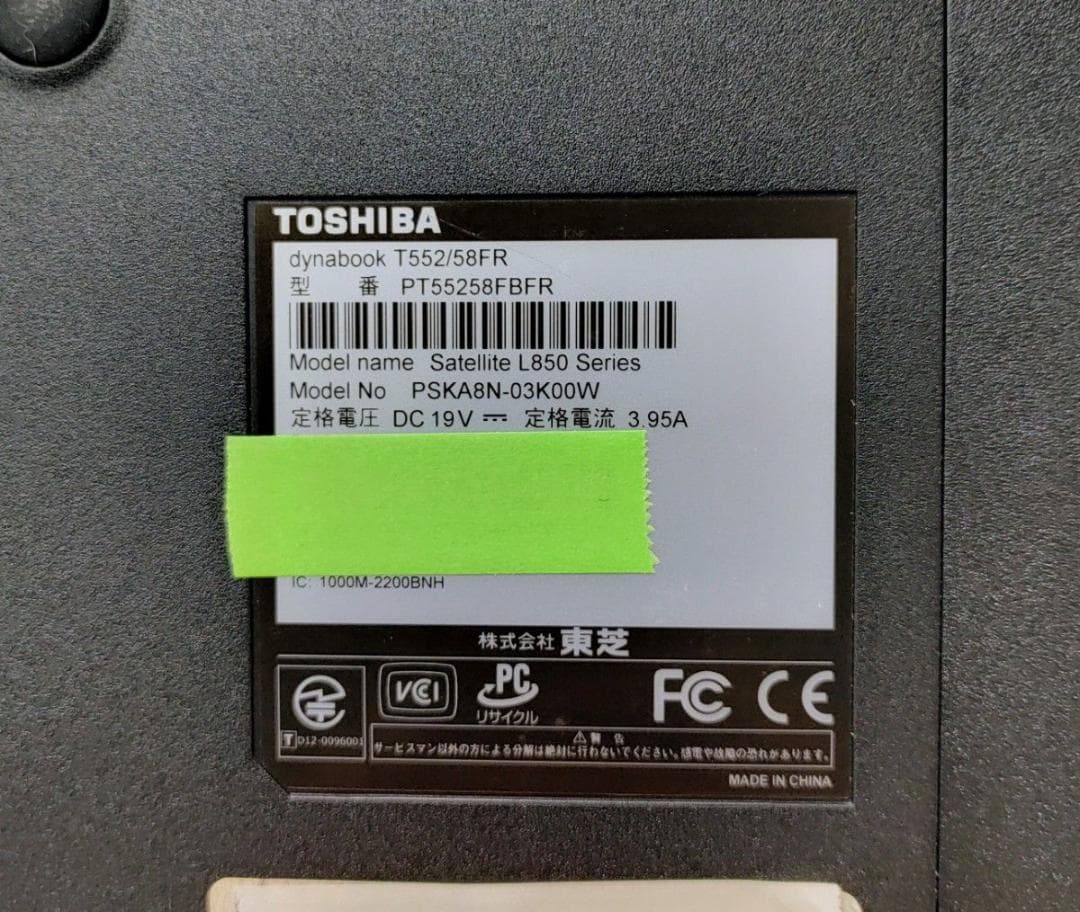 TOSHIBA
dynabook T552/58FR
型 番 PT55258FBFR
Model name Satellite L850 Series
Model No PSKA8N-03K00W
定格電圧 DC 19V ⎓ 定格電流 3.95A
IC: 1000M-2200BNH
株式会社 東芝
VCI PC FC CE
リサイクル
T D12-0096001
⚠警 告
サービスマン以外の方による分解は絶対に行わないでください。感電や故障の恐れがあります。
MADE IN CHINA